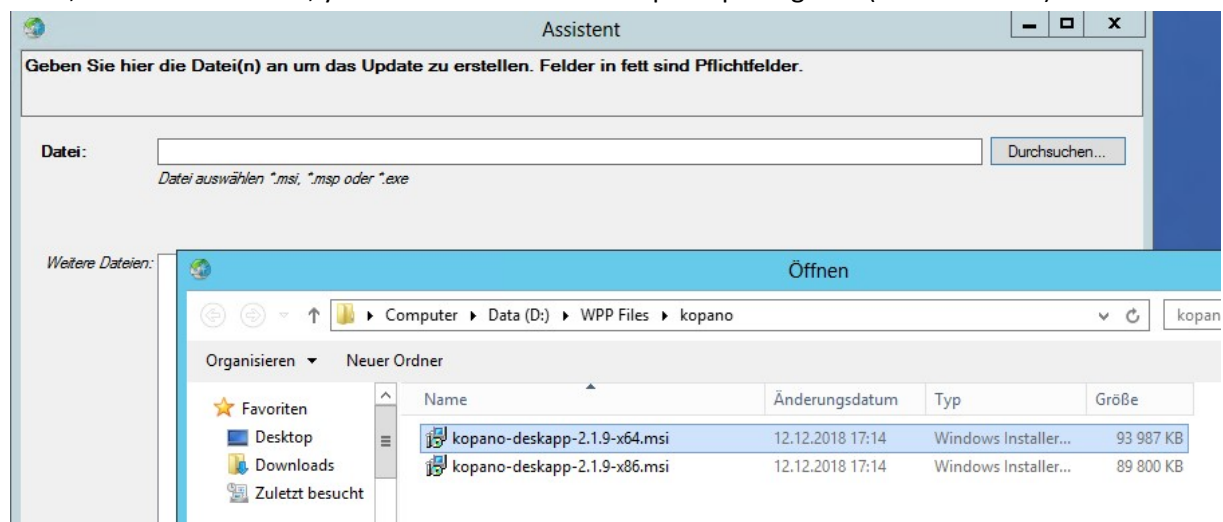 Assistent
Geben Sie hier die Datei(n) an um das Update zu erstellen. Felder in fett sind Pflichtfelder.
Datei:
Durchsuchen...
Datei auswählen *.msi, *.msp oder *.exe
Weitere Dateien:
Öffnen
Computer Data (D:) WPP Files kopano
kopan
Organisieren Neuer Ordner
Name Änderungsdatum Typ Größe
Favoriten
Desktop
Downloads
Zuletzt besucht
kopano-deskapp-2.1.9-x64.msi 12.12.2018 17:14 Windows Installer... 93 987 KB
kopano-deskapp-2.1.9-x86.msi 12.12.2018 17:14 Windows Installer... 89 800 KB